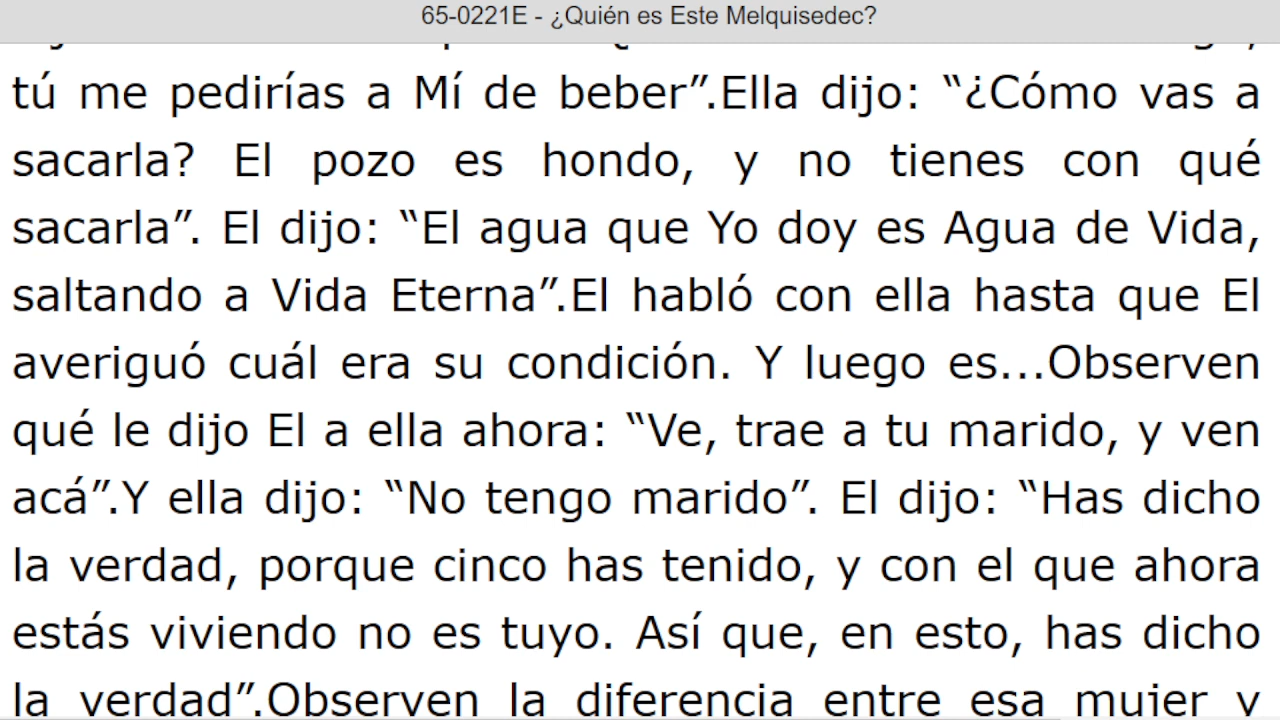 65-0221E - ¿Quién es Este Melquisedec?
tú me pedirías a Mí de beber”.Ella dijo: “¿Cómo vas a
sacarla? El pozo es hondo, y no tienes con qué
sacarla”. El dijo: “El agua que Yo doy es Agua de Vida,
saltando a Vida Eterna”.El habló con ella hasta que El
averiguó cuál era su condición. Y luego es...Observen
qué le dijo El a ella ahora: “Ve, trae a tu marido, y ven
acá”.Y ella dijo: “No tengo marido”. El dijo: “Has dicho
la verdad, porque cinco has tenido, y con el que ahora
estás viviendo no es tuyo. Así que, en esto, has dicho
la verdad”.Observen la diferencia entre esa mujer y